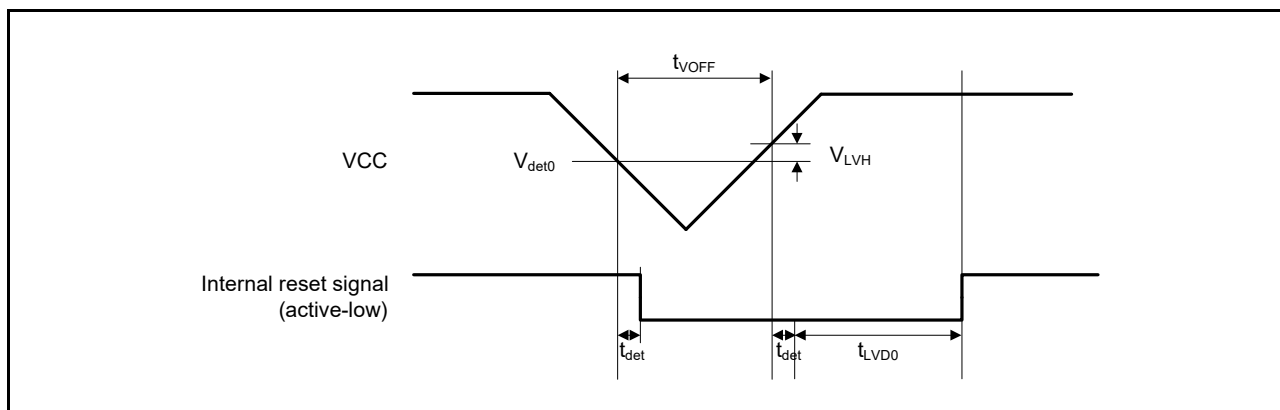 tVOFF
VCC
Vdet0
VLVH
Internal reset signal
(active-low)
tdet
tdet
tLVD0